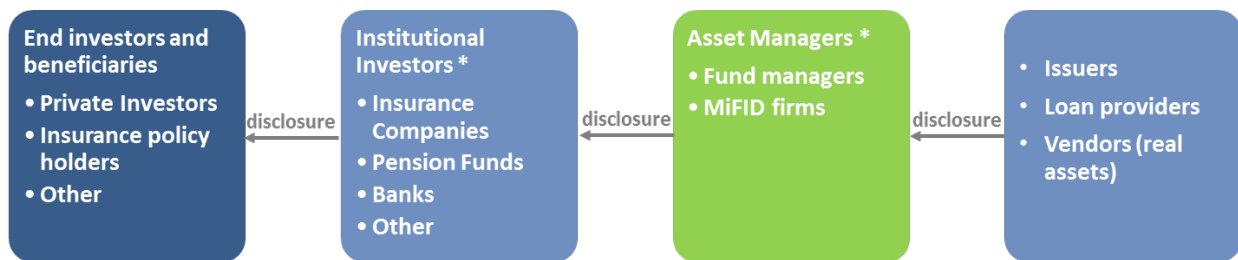 End investors and
beneficiaries
• Private Investors
• Insurance policy
holders
• Other
disclosure
Institutional
Investors *
• Insurance
Companies
• Pension Funds
• Banks
• Other
disclosure
Asset Managers *
• Fund managers
• MiFID firms
disclosure
• Issuers
• Loan providers
• Vendors (real
assets)